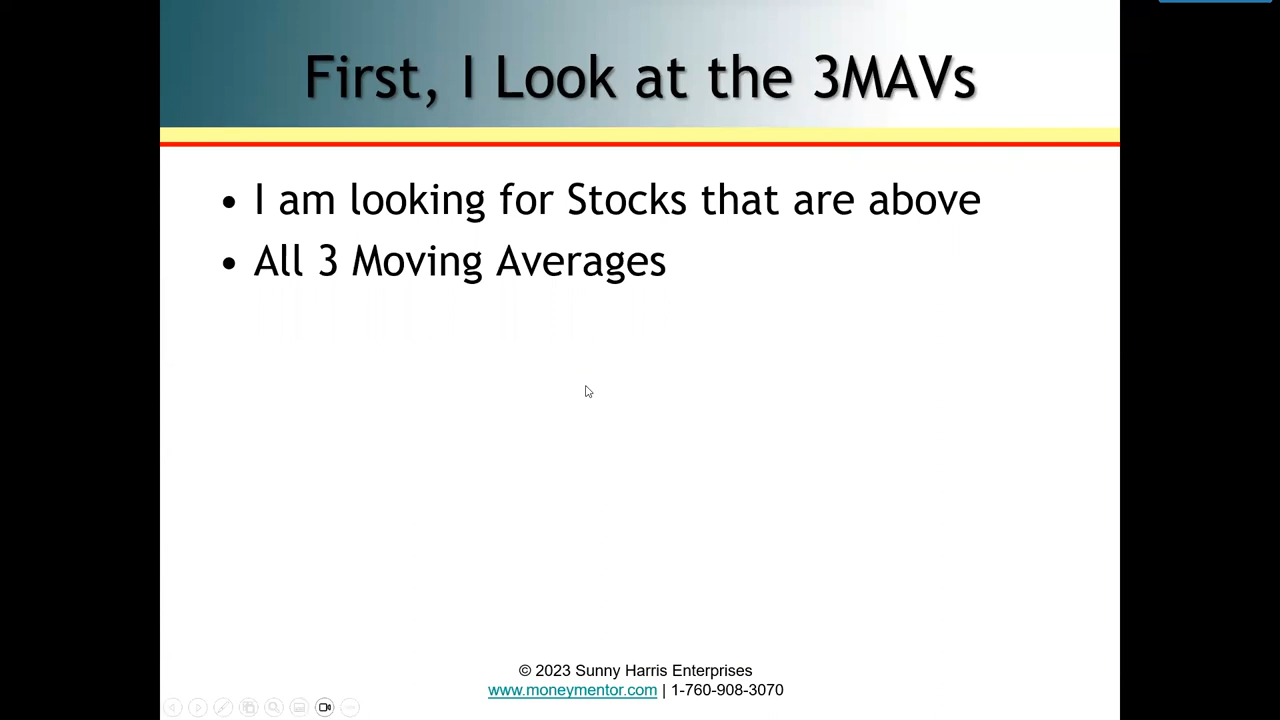 First, I Look at the 3MAVs
• I am looking for Stocks that are above
• All 3 Moving Averages
© 2023 Sunny Harris Enterprises
www.moneymentor.com | 1-760-908-3070